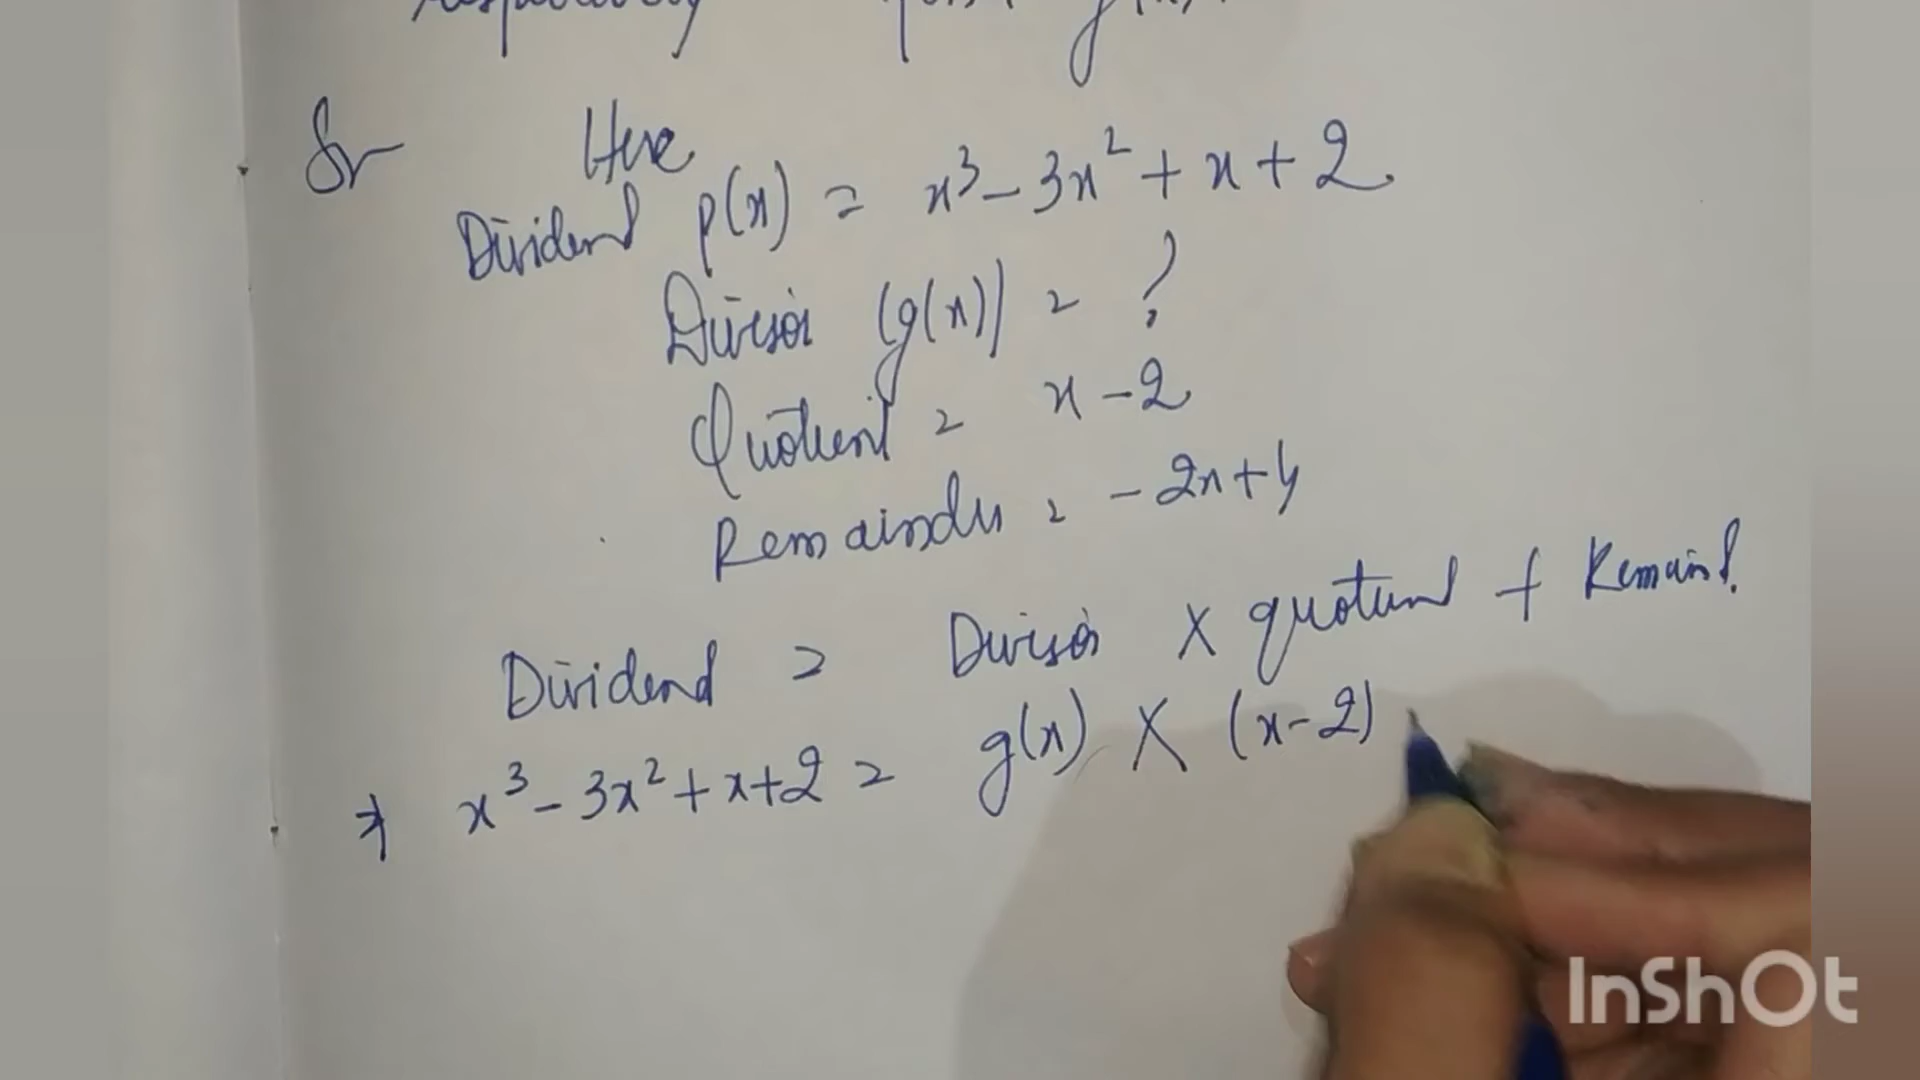 respectively g(x).
Sol Here
Dividend p(x) = x³ - 3x² + x + 2.
Divisor (g(x)) = ?
Quotient = x - 2
Remainder = - 2x + 4
Dividend = Divisor × quotient + Remaind.
⇒ x³ - 3x² + x + 2 = g(x) × (x - 2)
InShOt